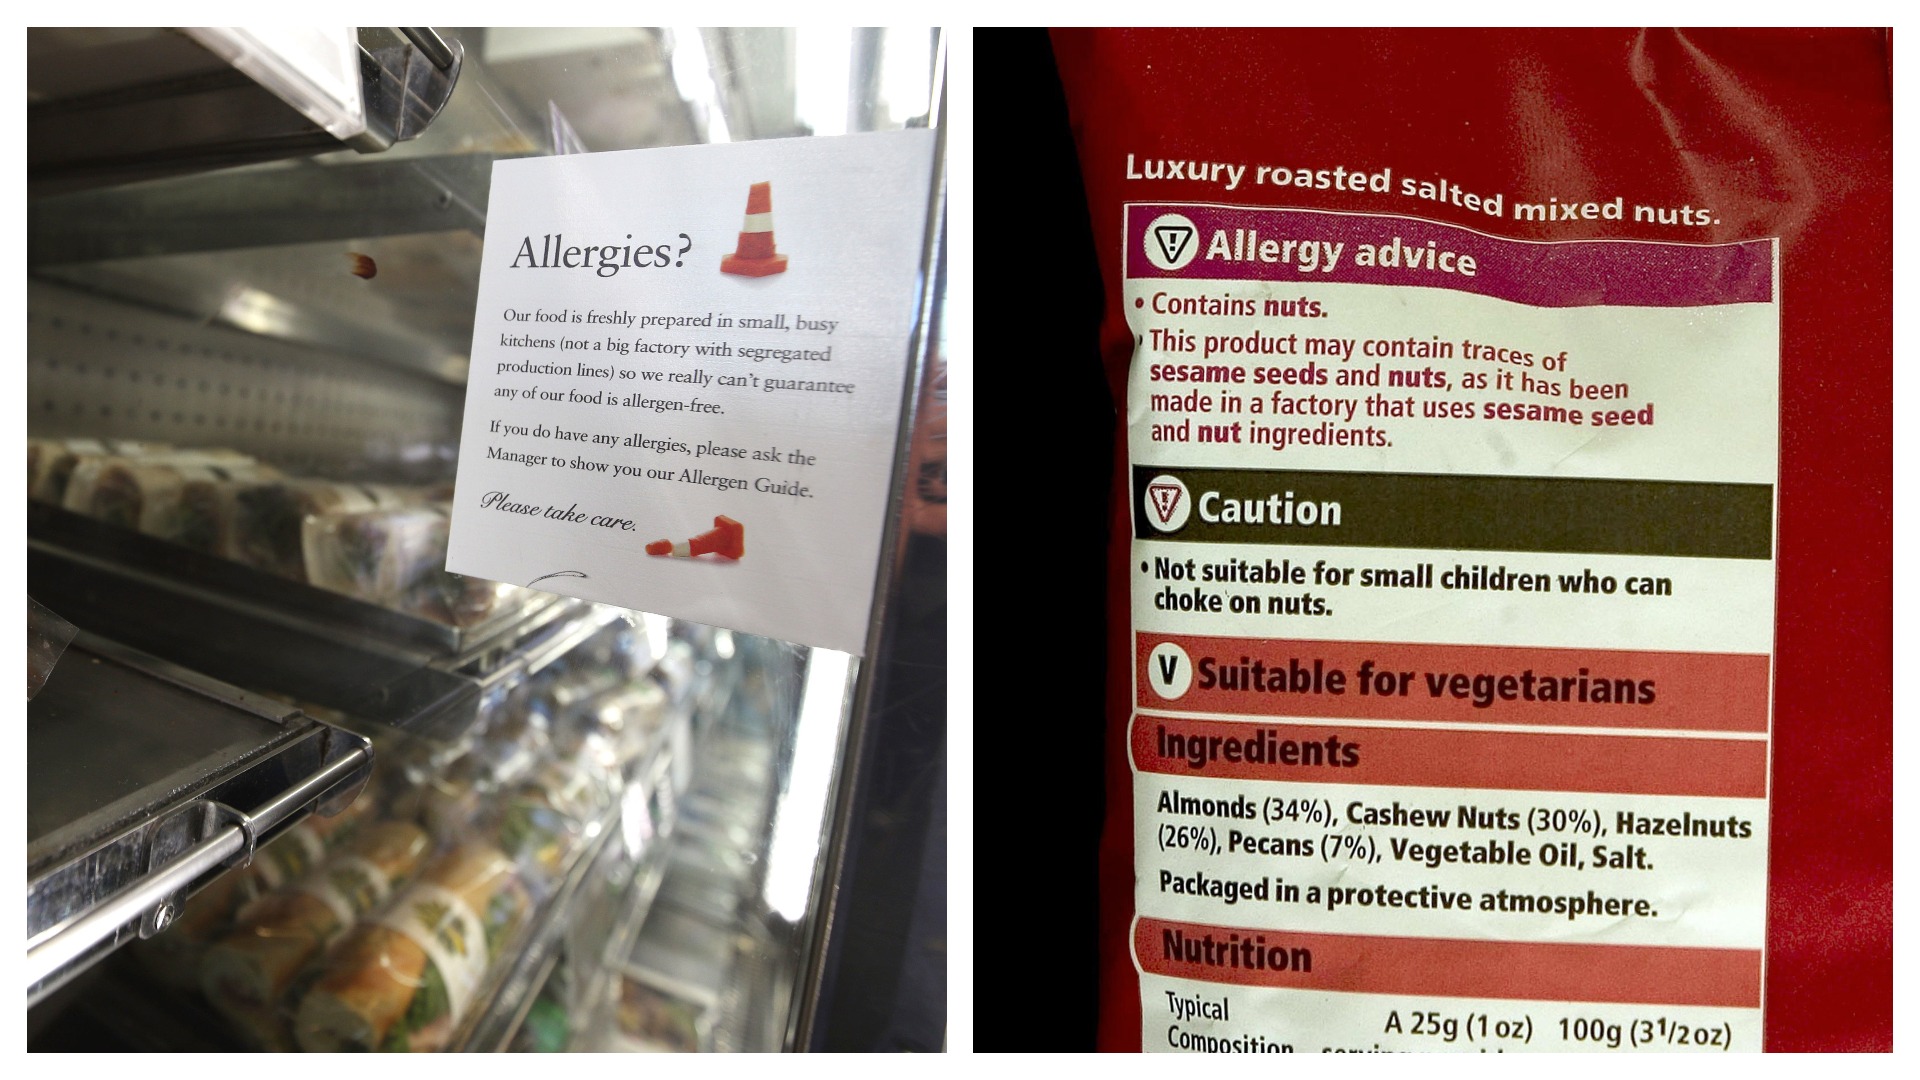 Allergies?
Our food is freshly prepared in small, busy
kitchens (not a big factory with segregated
production lines) so we really can't guarantee
any of our food is allergen-free.
If you do have any allergies, please ask the
Manager to show you our Allergen Guide.
Please take care.
Luxury roasted salted mixed nuts.
Allergy advice
• Contains nuts.
• This product may contain traces of
sesame seeds and nuts, as it has been
made in a factory that uses sesame seed
and nut ingredients.
Caution
• Not suitable for small children who can
choke on nuts.
V Suitable for vegetarians
Ingredients
Almonds (34%), Cashew Nuts (30%), Hazelnuts
(26%), Pecans (7%), Vegetable Oil, Salt.
Packaged in a protective atmosphere.
Nutrition
Typical
A 25g (1oz) 100g (3½oz)
Composition